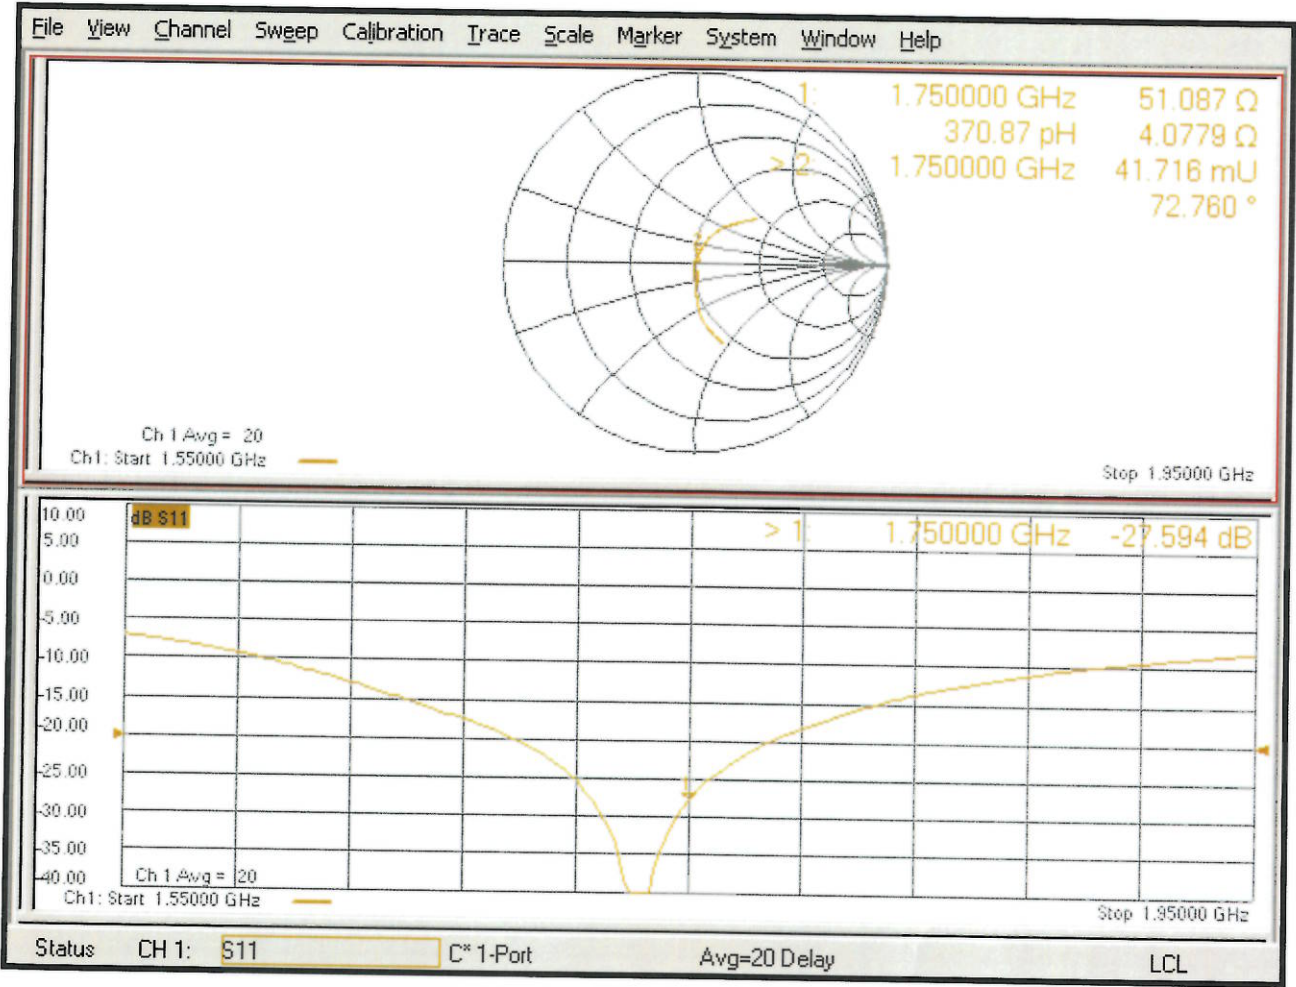 File View Channel Sweep Calibration Trace Scale Marker System Window Help
1: 1.750000 GHz 51.087 Ω
370.87 pH 4.0779 Ω
> 2: 1.750000 GHz 41.716 mU
72.760 °
Ch 1 Avg = 20
Ch1: Start 1.55000 GHz
Stop 1.95000 GHz
dB S11
> 1: 1.750000 GHz -27.594 dB
10.00
5.00
0.00
-5.00
-10.00
-15.00
-20.00
-25.00
-30.00
-35.00
-40.00
Ch 1 Avg = 20
Ch1: Start 1.55000 GHz
Stop 1.95000 GHz
Status CH 1: S11 C* 1-Port Avg=20 Delay LCL